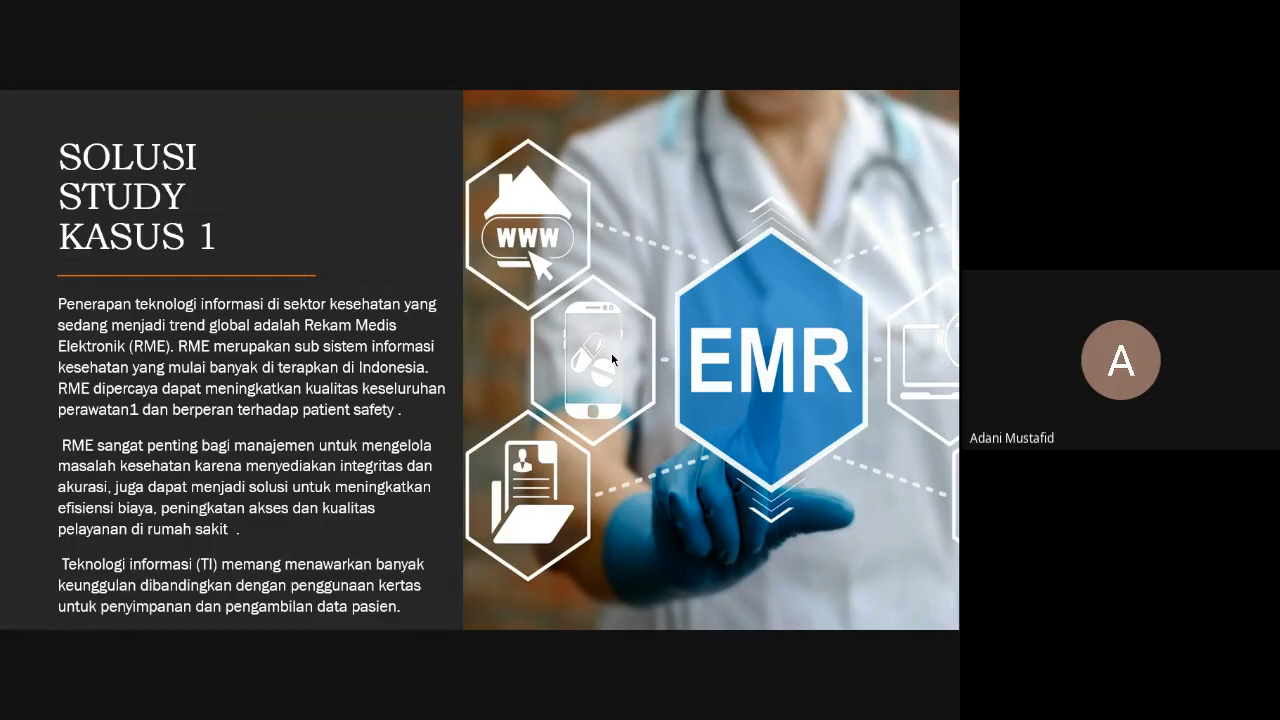 SOLUSI
STUDY
KASUS 1
Penerapan teknologi informasi di sektor kesehatan yang
sedang menjadi trend global adalah Rekam Medis
Elektronik (RME). RME merupakan sub sistem informasi
kesehatan yang mulai banyak di terapkan di Indonesia.
RME dipercaya dapat meningkatkan kualitas keseluruhan
perawatan1 dan berperan terhadap patient safety .
RME sangat penting bagi manajemen untuk mengelola
masalah kesehatan karena menyediakan integritas dan
akurasi, juga dapat menjadi solusi untuk meningkatkan
efisiensi biaya, peningkatan akses dan kualitas
pelayanan di rumah sakit .
Teknologi informasi (TI) memang menawarkan banyak
keunggulan dibandingkan dengan penggunaan kertas
untuk penyimpanan dan pengambilan data pasien.
WWW
EMR
A
Adani Mustafid